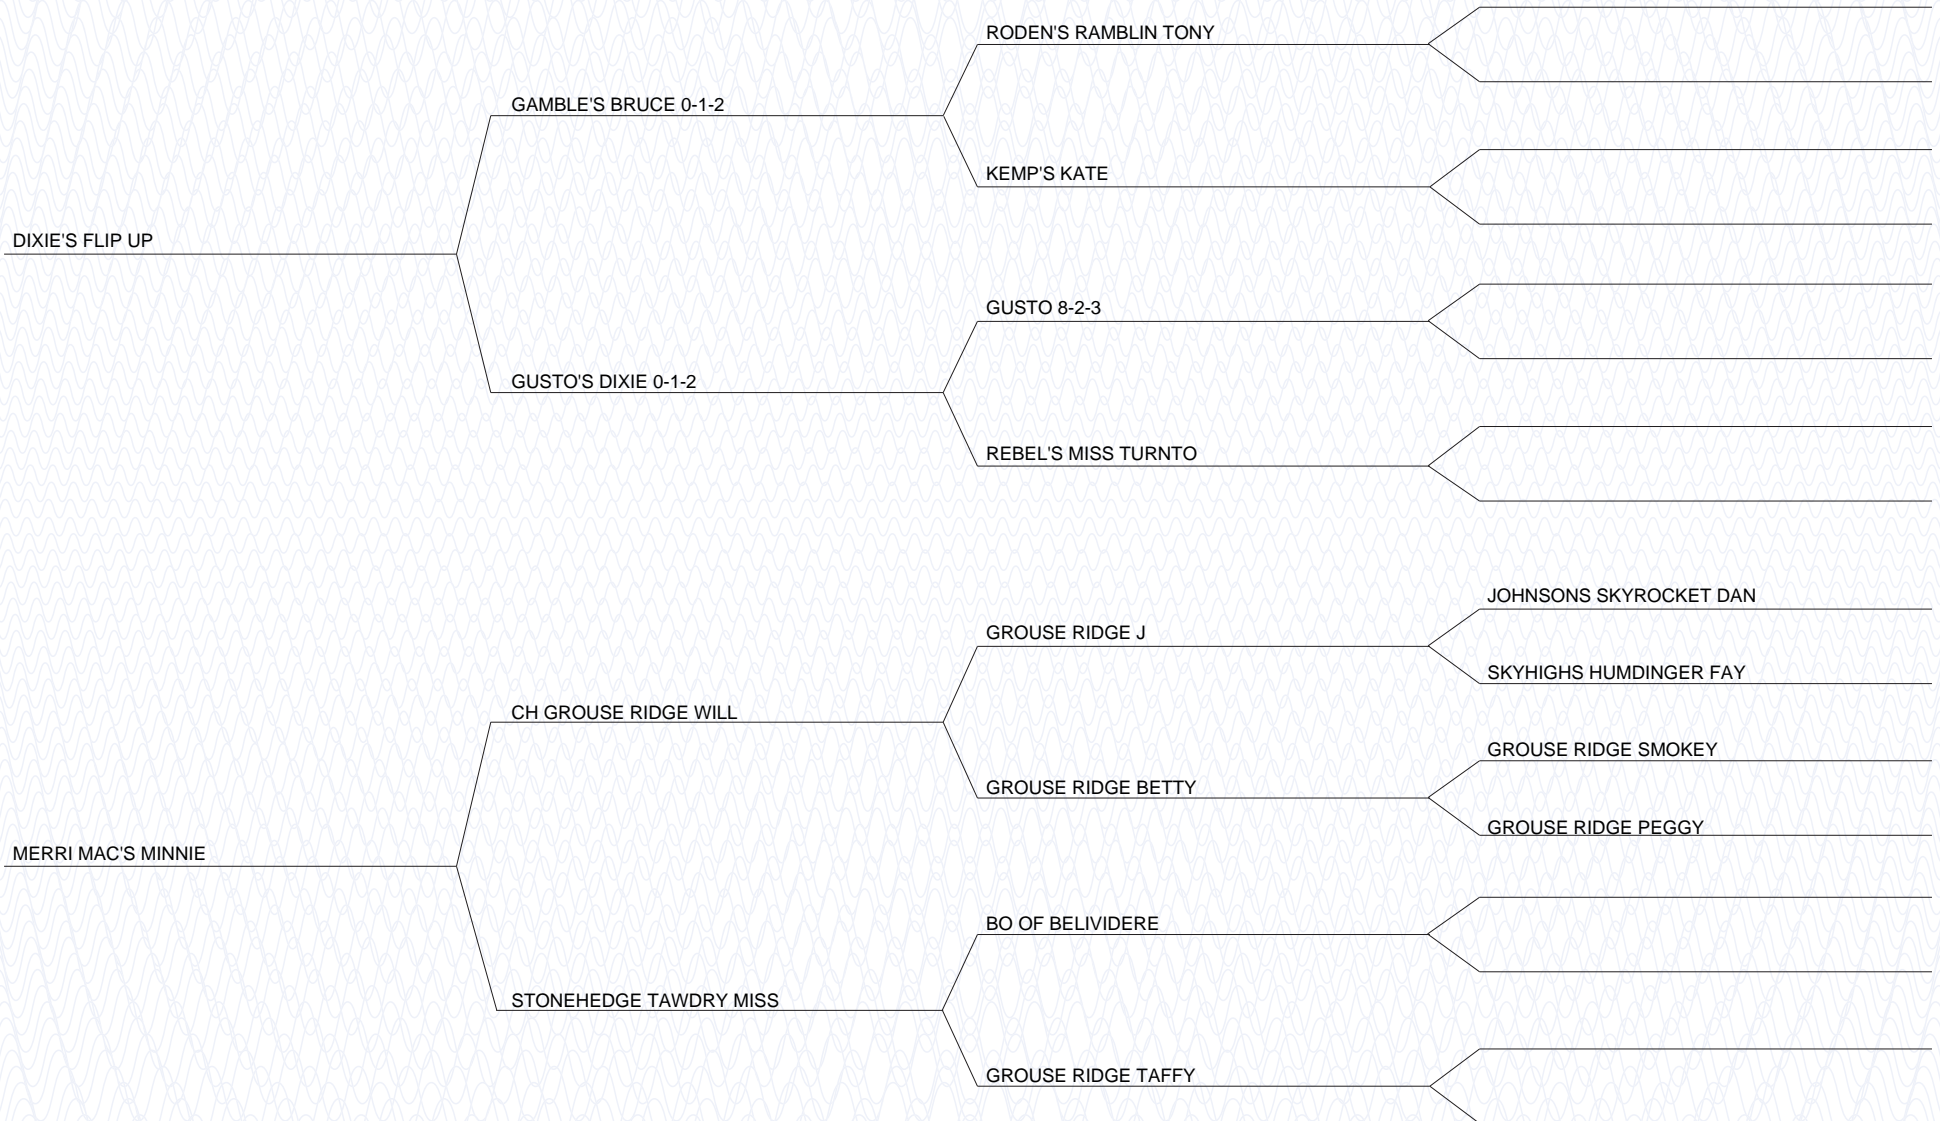 RODEN'S RAMBLIN TONY
GAMBLE'S BRUCE 0-1-2
KEMP'S KATE
DIXIE'S FLIP UP
GUSTO 8-2-3
GUSTO'S DIXIE 0-1-2
REBEL'S MISS TURNTO
JOHNSONS SKYROCKET DAN
GROUSE RIDGE J
SKYHIGHS HUMDINGER FAY
CH GROUSE RIDGE WILL
GROUSE RIDGE SMOKEY
GROUSE RIDGE BETTY
GROUSE RIDGE PEGGY
MERRI MAC'S MINNIE
BO OF BELIVIDERE
STONEHEDGE TAWDRY MISS
GROUSE RIDGE TAFFY